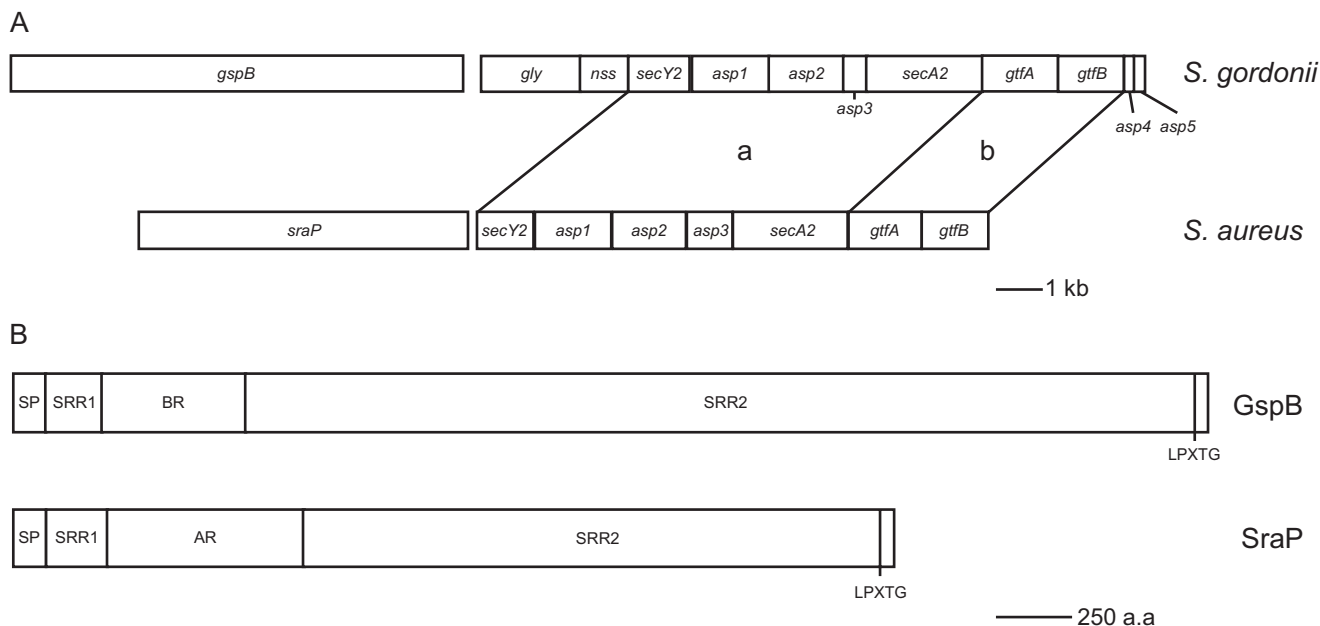 A
gspB gly nss secY2 asp1 asp2 secA2 gtfA gtfB S. gordonii
asp3 asp4 asp5
a b
sraP secY2 asp1 asp2 asp3 secA2 gtfA gtfB S. aureus
1 kb
B
SP SRR1 BR SRR2 GspB
LPXTG
SP SRR1 AR SRR2 SraP
LPXTG
250 a.a